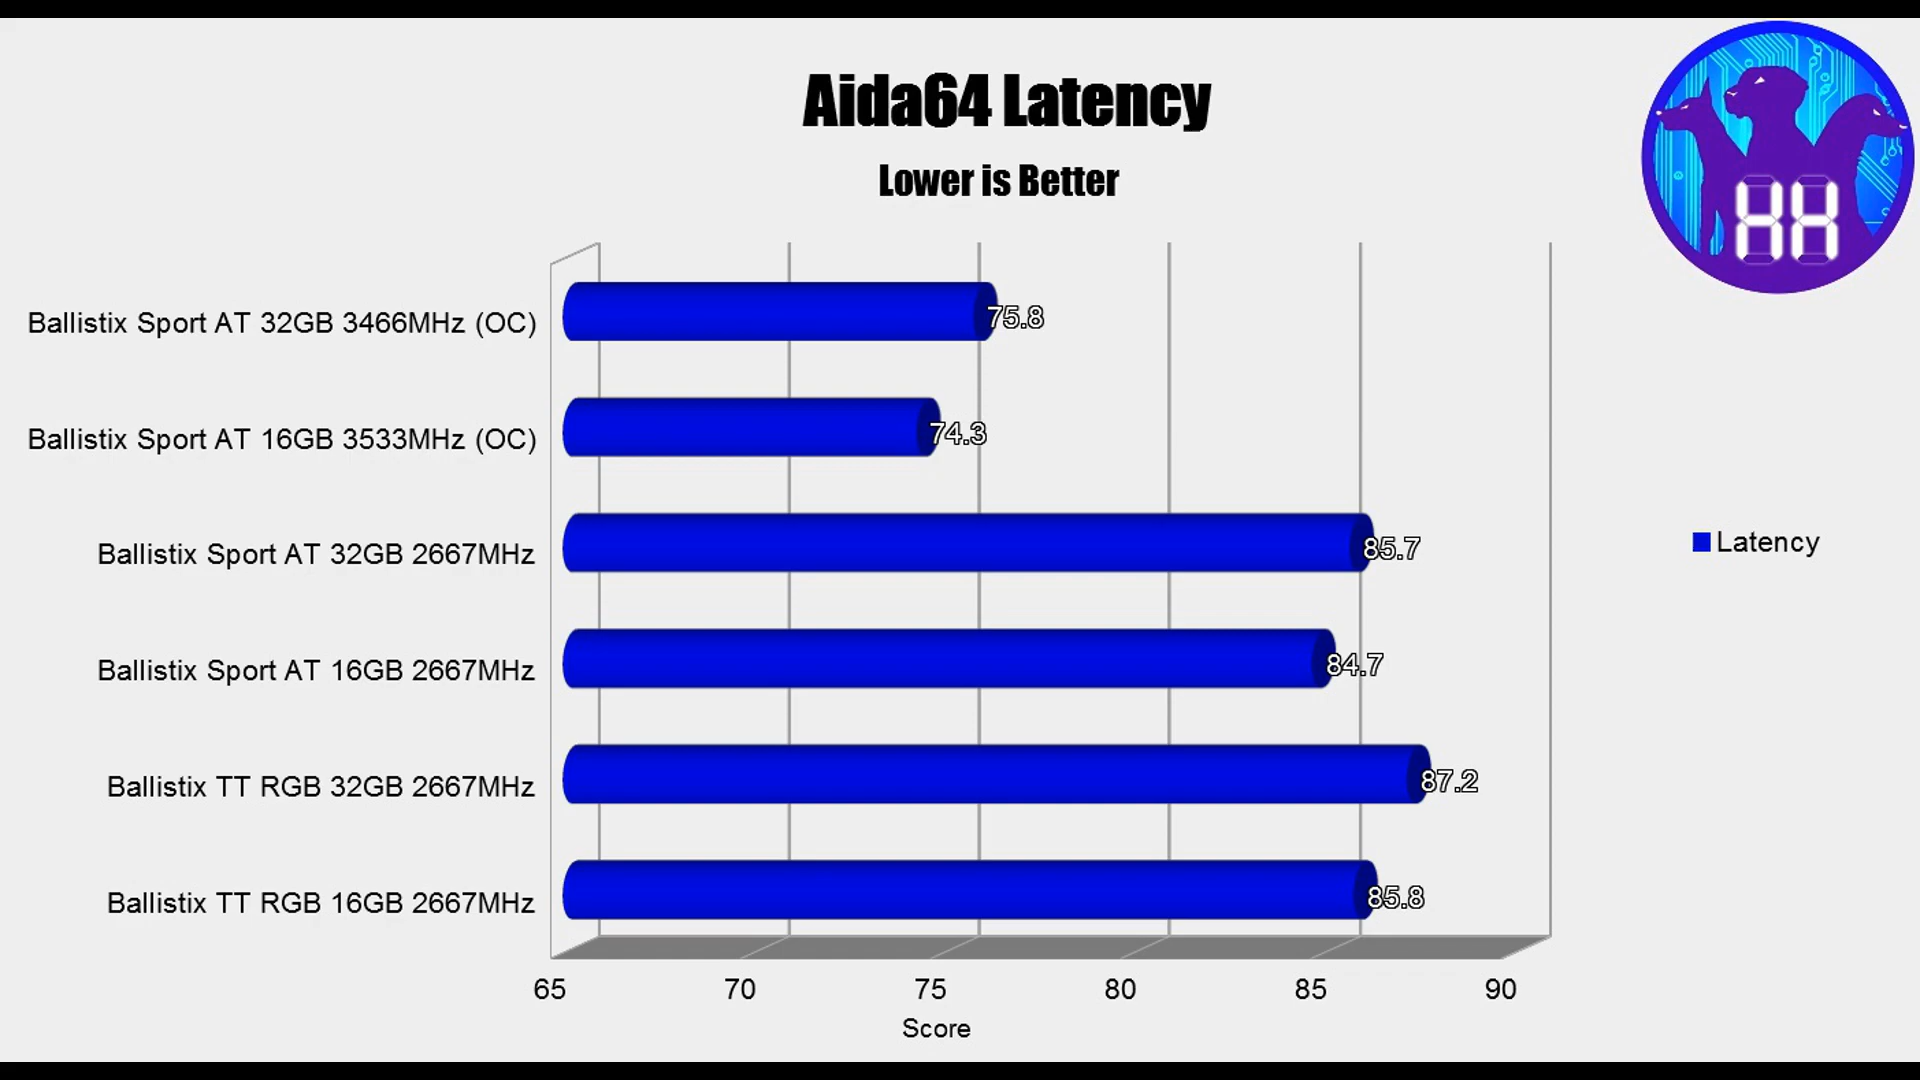 Aida64 Latency
Lower is Better
HH
Ballistix Sport AT 32GB 3466MHz (OC)
75.8
Ballistix Sport AT 16GB 3533MHz (OC)
74.3
Ballistix Sport AT 32GB 2667MHz
85.7
Latency
Ballistix Sport AT 16GB 2667MHz
84.7
Ballistix TT RGB 32GB 2667MHz
87.2
Ballistix TT RGB 16GB 2667MHz
85.8
65 70 75 80 85 90
Score